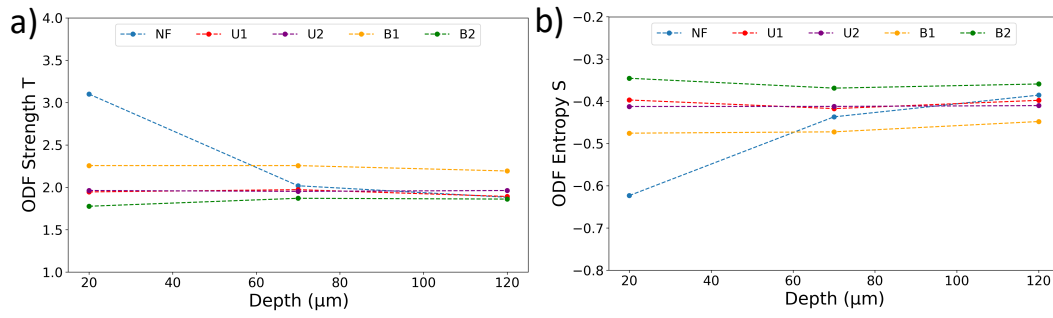 a)
NF U1 U2 B1 B2
4.0
3.5
3.0
2.5
2.0
1.5
1.0
ODF Strength T
20 40 60 80 100 120
Depth (μm)
b)
NF U1 U2 B1 B2
−0.2
−0.3
−0.4
−0.5
−0.6
−0.7
−0.8
ODF Entropy S
20 40 60 80 100 120
Depth (μm)